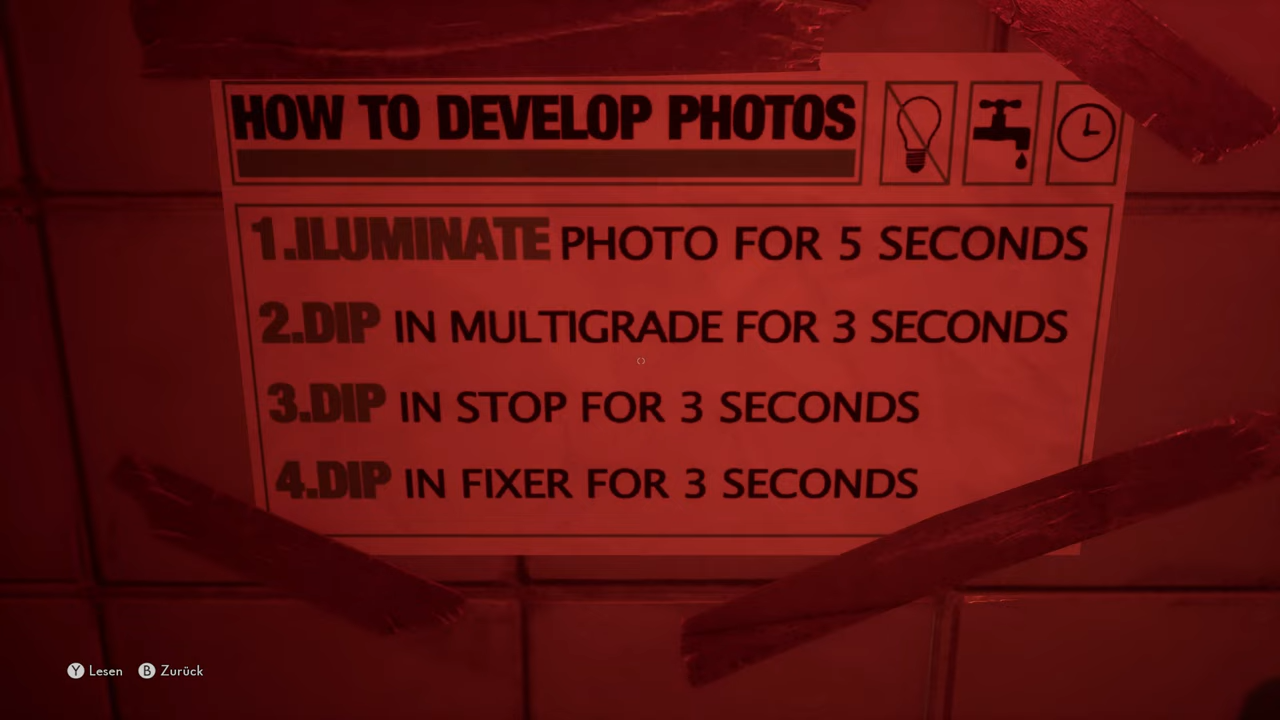 HOW TO DEVELOP PHOTOS
1.ILUMINATE PHOTO FOR 5 SECONDS
2.DIP IN MULTIGRADE FOR 3 SECONDS
3.DIP IN STOP FOR 3 SECONDS
4.DIP IN FIXER FOR 3 SECONDS
Y Lesen B Zurück